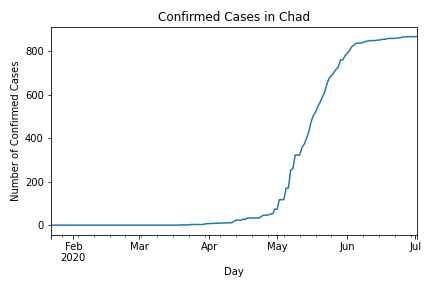 Confirmed Cases in Chad
Number of Confirmed Cases
800
600
400
200
0
Feb Mar Apr May Jun Jul
2020
Day